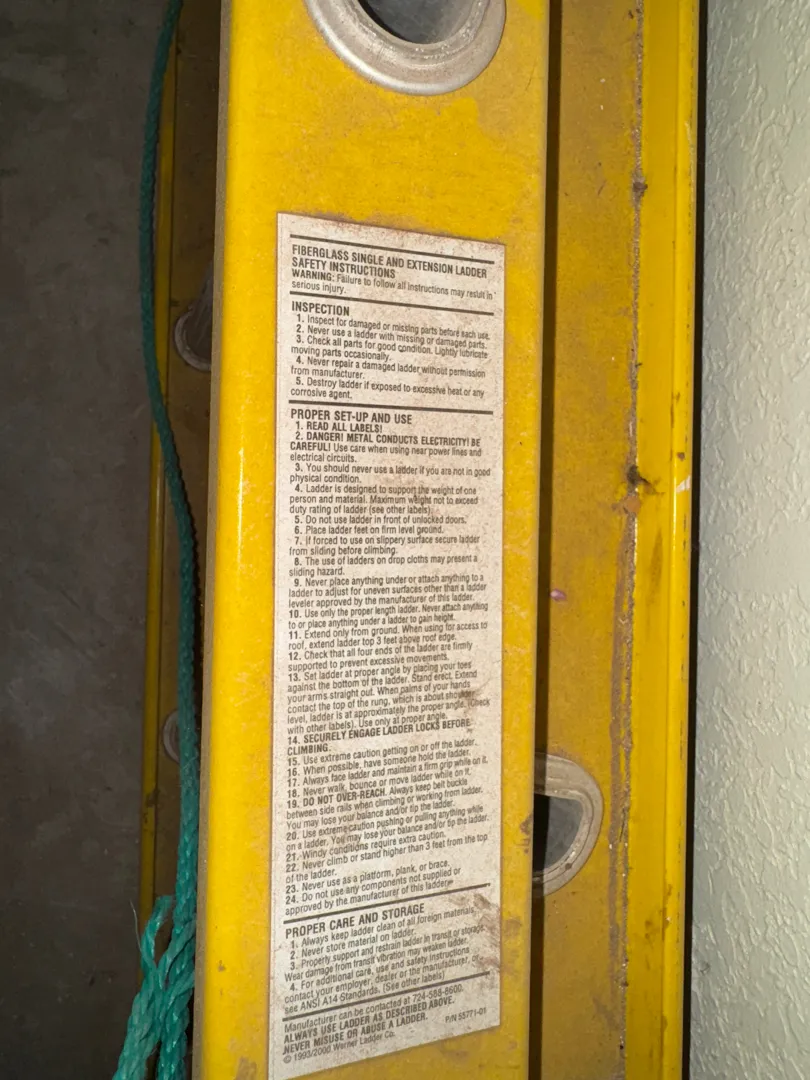 FIBERGLASS SINGLE AND EXTENSION LADDER
SAFETY INSTRUCTIONS
WARNING: Failure to follow all instructions may result in
serious injury.
INSPECTION
1. Inspect for damaged or missing parts before each use.
2. Never use a ladder with missing or damaged parts.
3. Check all parts for good condition. Lightly lubricate
moving parts occasionally.
4. Never repair a damaged ladder without permission
from manufacturer.
5. Destroy ladder if exposed to excessive heat or any
corrosive agent.
PROPER SET-UP AND USE
1. READ ALL LABELS!
2. DANGER! METAL CONDUCTS ELECTRICITY! BE
CAREFUL! Use care when using near power lines and
electrical circuits.
3. You should never use a ladder if you are not in good
physical condition.
4. Ladder is designed to support the weight of one
person and material. Maximum weight not to exceed
duty rating of ladder (see other labels).
5. Do not use ladder in front of unlocked doors.
6. Place ladder feet on firm level ground.
7. If forced to use on slippery surface secure ladder
from sliding before climbing.
8. The use of ladders on drop cloths may present a
sliding hazard.
9. Never place anything under or attach anything to a
ladder to adjust for uneven surfaces other than a ladder
leveler approved by the manufacturer of this ladder.
10. Use only the proper length ladder. Never attach anything
to or place anything under a ladder to gain height.
11. Extend only from ground. When using for access to
roof, extend ladder top 3 feet above roof edge.
12. Check that all four ends of the ladder are firmly
supported to prevent excessive movements.
13. Set ladder at proper angle by placing your toes
against the bottom of the ladder. Stand erect. Extend
your arms straight out. When palms of your hands
contact the top of the rung, which is about shoulder
level, ladder is at approximately the proper angle. (Check
with other labels). Use only at proper angle.
14. SECURELY ENGAGE LADDER LOCKS BEFORE
CLIMBING.
15. Use extreme caution getting on or off the ladder.
16. When possible, have someone hold the ladder.
17. Always face ladder and maintain a firm grip while on it.
18. Never walk, bounce or move ladder while on it.
19. DO NOT OVER-REACH. Always keep belt buckle
between side rails when climbing or working from ladder.
You may lose your balance and/or tip the ladder.
20. Use extreme caution pushing or pulling anything while
on a ladder. You may lose your balance and/or tip the ladder.
21. Windy conditions require extra caution.
22. Never climb or stand higher than 3 feet from the top
of the ladder.
23. Never use as a platform, plank, or brace.
24. Do not use any components not supplied or
approved by the manufacturer of this ladder.
PROPER CARE AND STORAGE
1. Always keep ladder clean of all foreign materials.
2. Never store material on ladder.
3. Properly support and restrain ladder in transit or storage.
Wear damage from transit vibration may weaken ladder.
4. For additional care, use and safety instructions
contact your employer, dealer or the manufacturer, or
see ANSI A14 Standards. (See other labels)
Manufacturer can be contacted at 724-588-8600.
ALWAYS USE LADDER AS DESCRIBED ABOVE.
NEVER MISUSE OR ABUSE A LADDER. P/N 55771-01
© 1993/2000 Werner Ladder Co.